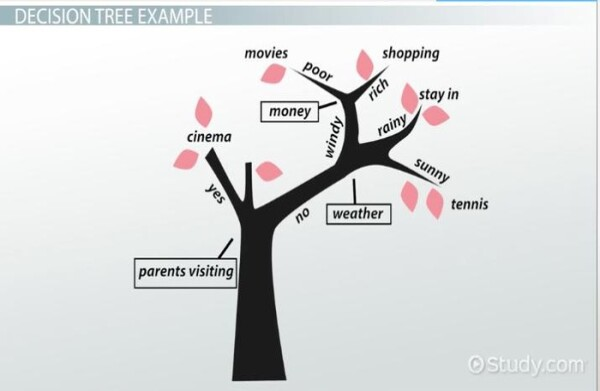 DECISION TREE EXAMPLE
movies
shopping
poor
rich
stay in
money
windy
rainy
cinema
sunny
yes
no
weather
tennis
parents visiting
Study.com